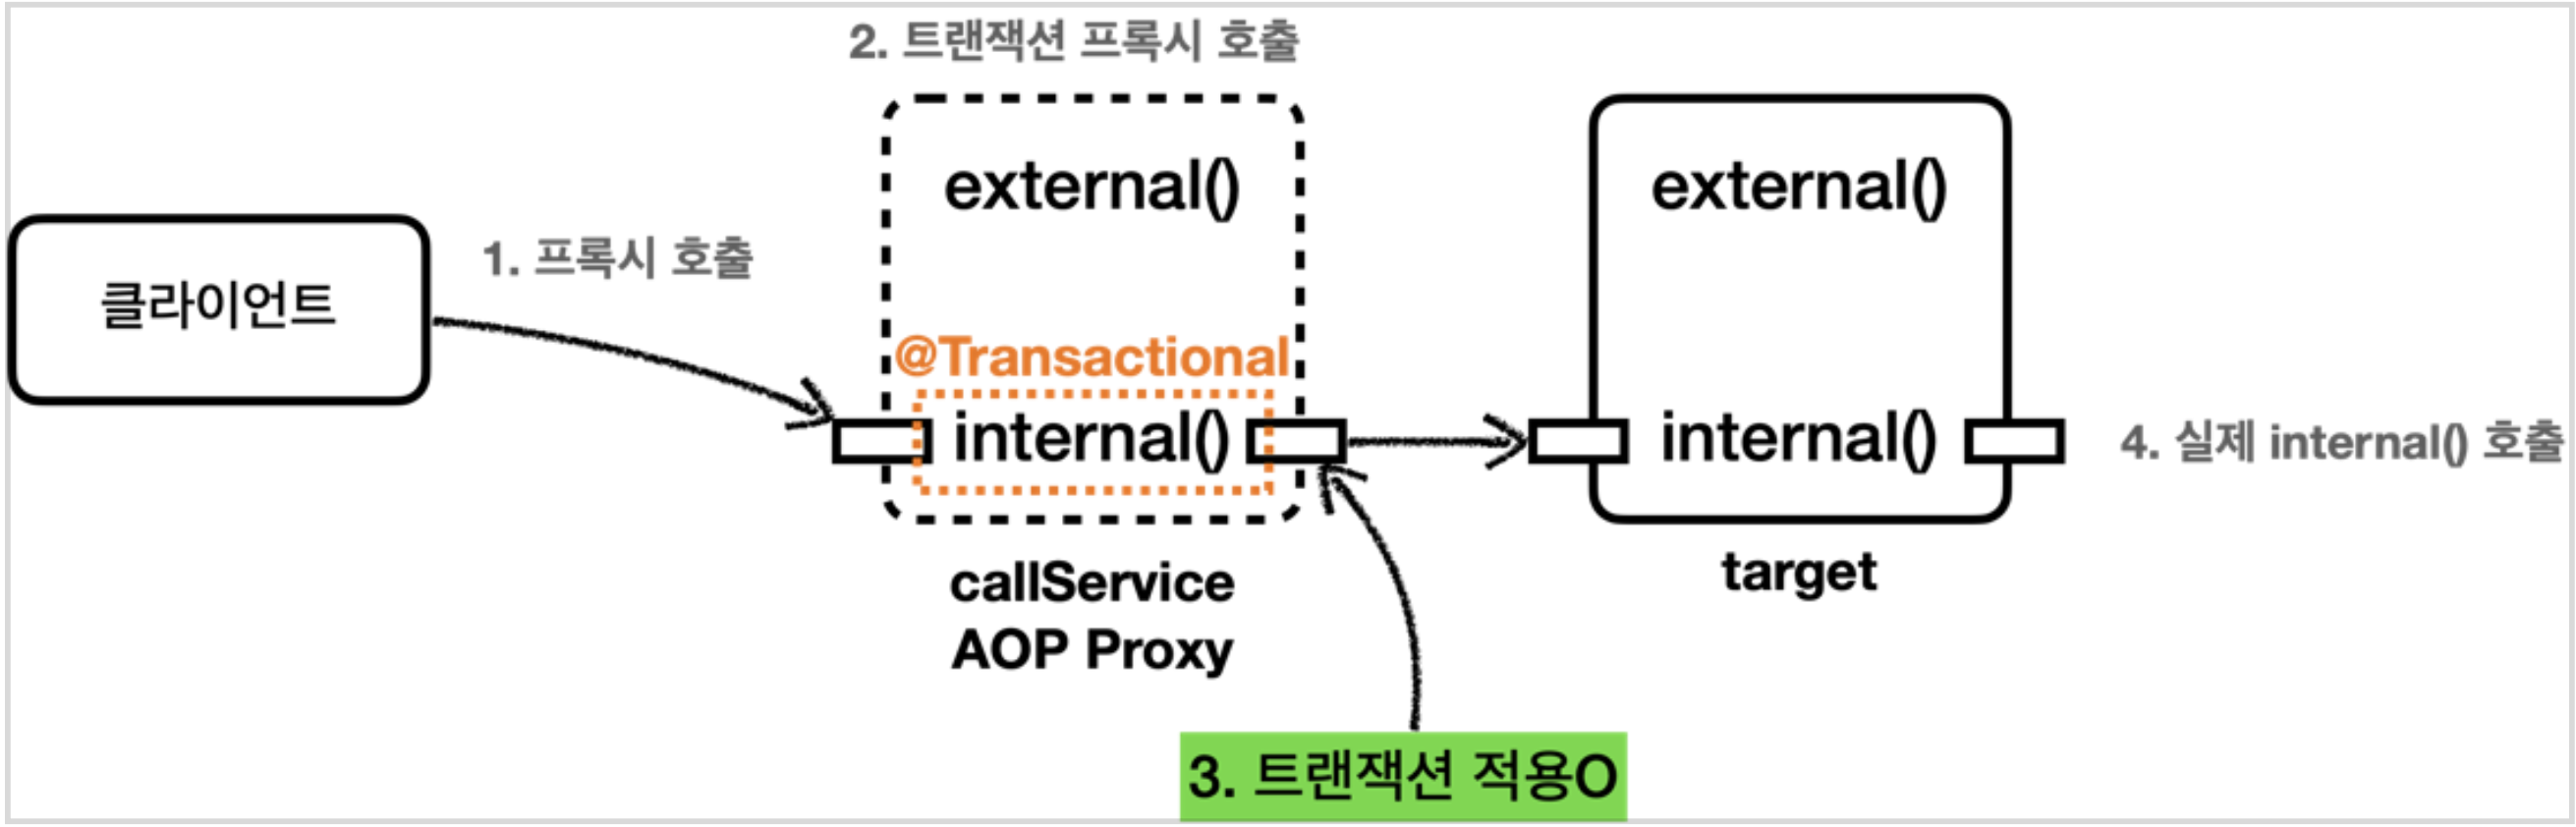 2. 트랜잭션 프록시 호출
external()
external()
1. 프록시 호출
클라이언트
@Transactional
internal()
internal()
4. 실제 internal() 호출
callService
AOP Proxy
target
3. 트랜잭션 적용O